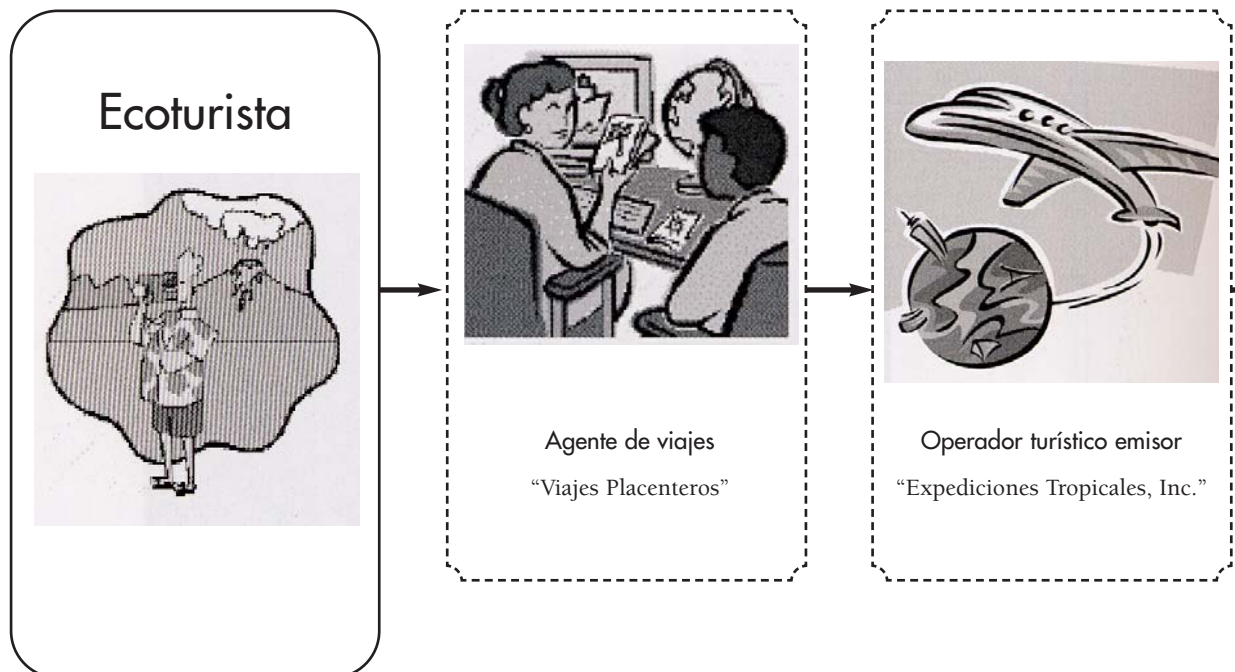 Ecoturista
Agente de viajes
“Viajes Placenteros”
Operador turístico emisor
“Expediciones Tropicales, Inc.”